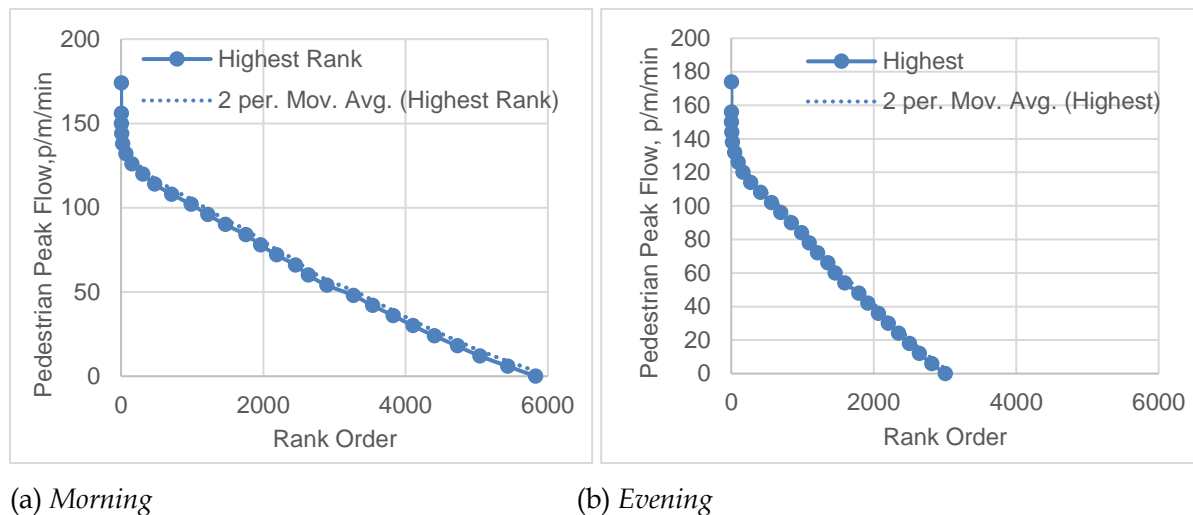 200
150
100
50
0
Pedestrian Peak Flow,p/m/min
Highest Rank
2 per. Mov. Avg. (Highest Rank)
0 2000 4000 6000
Rank Order
200
180
160
140
120
100
80
60
40
20
0
Pedestrian Peak Flow, p/m/min
Highest
2 per. Mov. Avg. (Highest)
0 2000 4000 6000
Rank Order
(a) Morning
(b) Evening